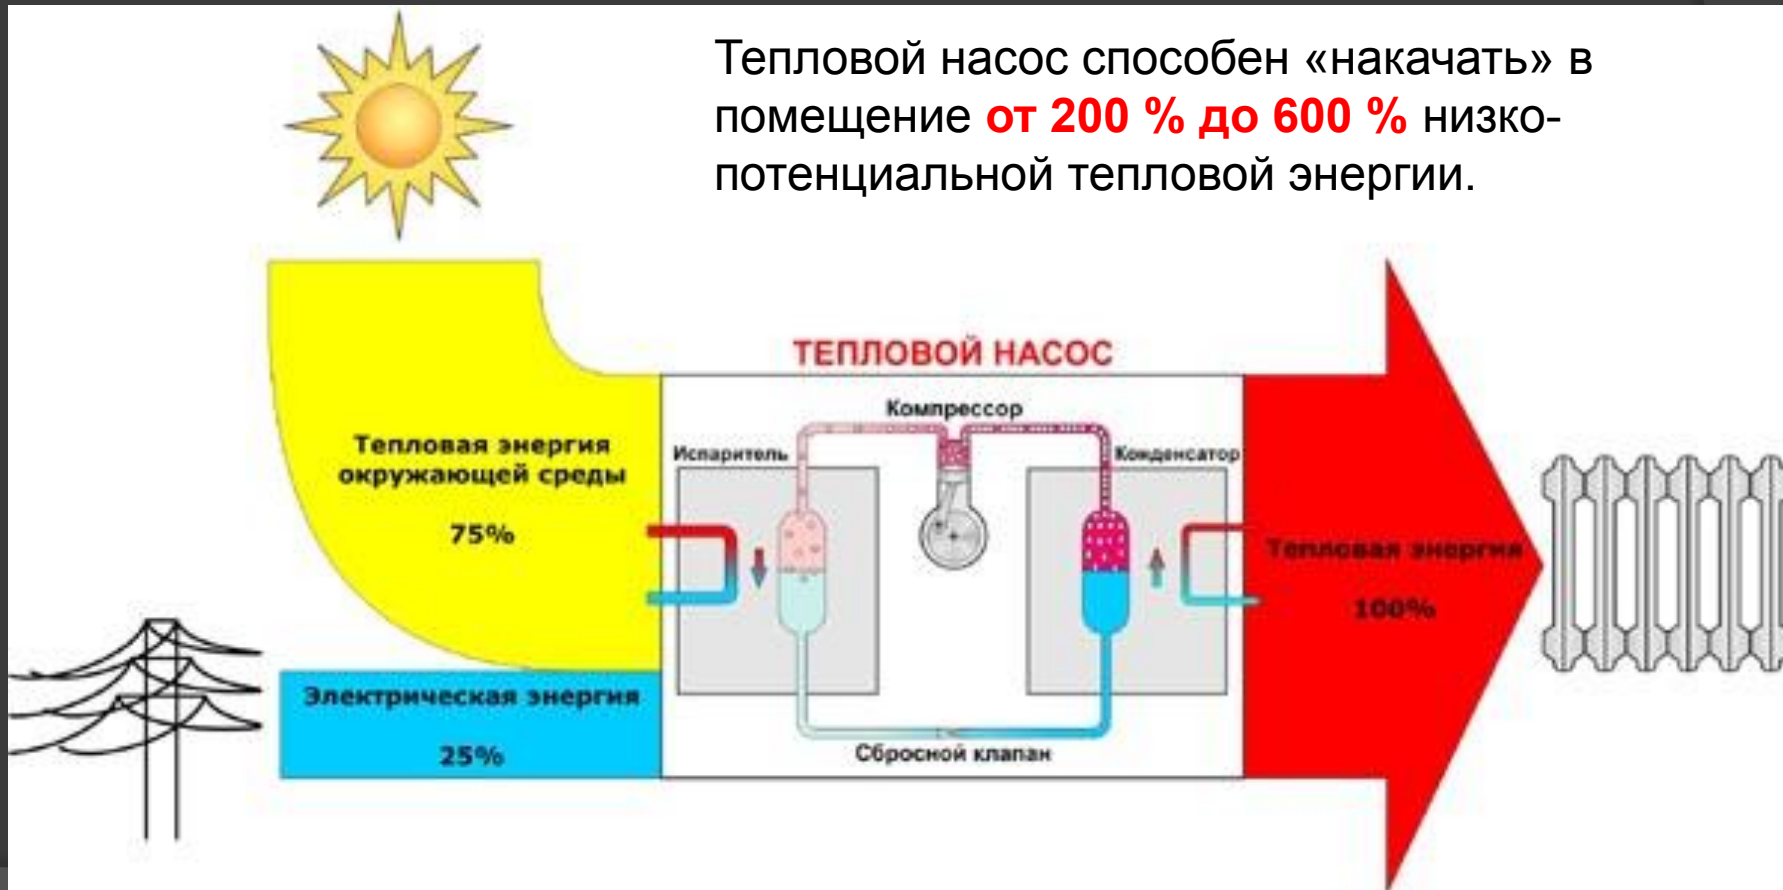 Тепловой насос способен «накачать» в
помещение от 200 % до 600 % низко-
потенциальной тепловой энергии.
ТЕПЛОВОЙ НАСОС
Компрессор
Испаритель
Конденсатор
Тепловая энергия
окружающей среды
75%
Тепловая энергия
100%
Электрическая энергия
25%
Сбросной клапан